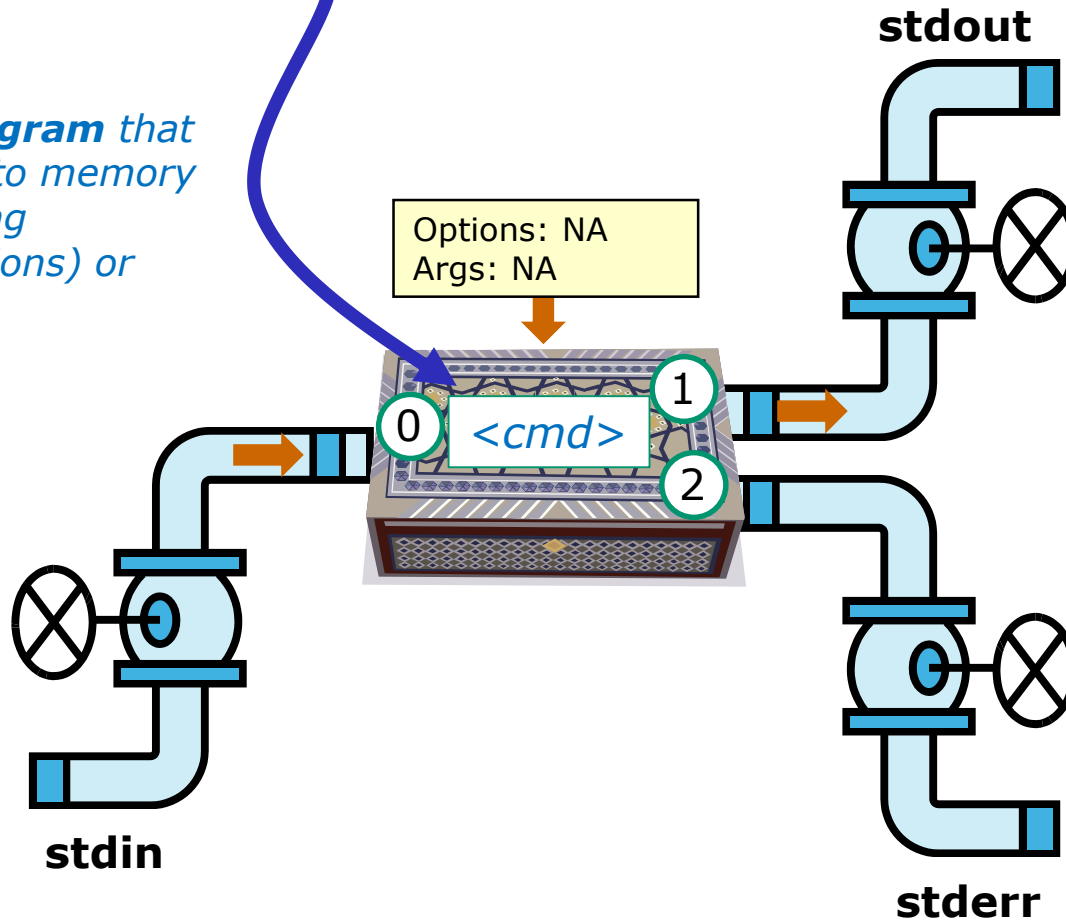 stdout
gram that
to memory
ng
ons) or
Options: NA
Args: NA
1
0
<cmd>
2
stdin
stderr